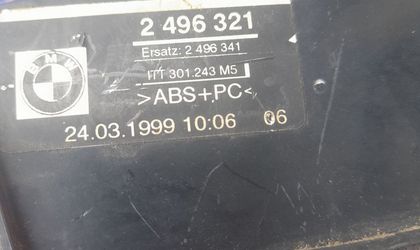 2 496 321
Ersatz: 2 496 341
ITT 301.243 M5
>ABS+PC<
24.03.1999 10:06 06
BMW